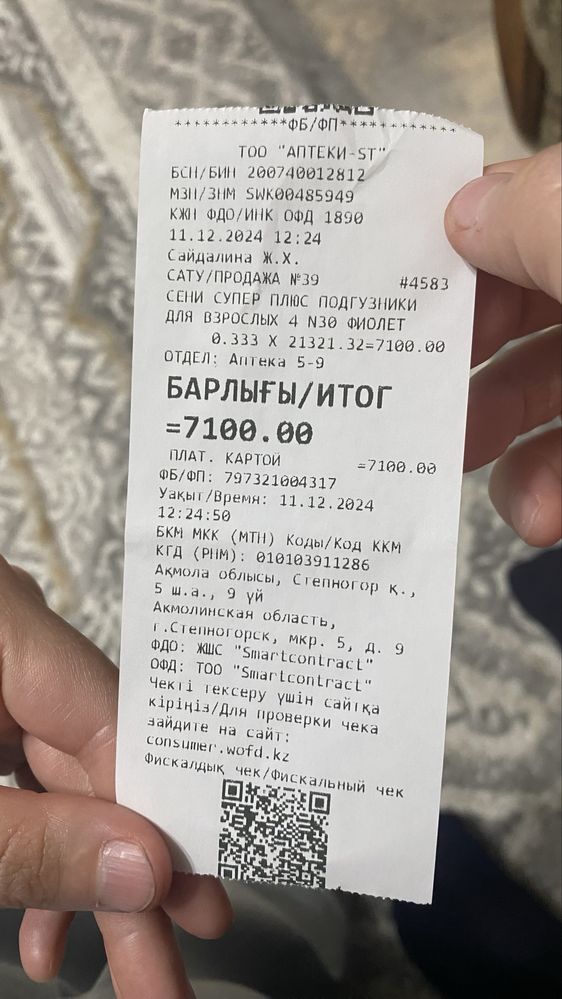 ************ФБ/ФП************
ТОО "АПТЕКИ-ST"
БСН/БИН 200740012812
МЗН/ЗНМ SWK00485949
КЖН ФДО/ИНК ОФД 1890
11.12.2024 12:24
Сайдалина Ж.Х.
САТУ/ПРОДАЖА №39 #4583
СЕНИ СУПЕР ПЛЮС ПОДГУЗНИКИ
ДЛЯ ВЗРОСЛЫХ 4 N30 ФИОЛЕТ
0.333 X 21321.32=7100.00
ОТДЕЛ: Аптека 5-9
БАРЛЫҒЫ/ИТОГ
=7100.00
ПЛАТ. КАРТОЙ =7100.00
ФБ/ФП: 797321004317
Уақыт/Время: 11.12.2024
12:24:50
БКМ МКК (МТН) Коды/Код ККМ
КГД (РНМ): 010103911286
Ақмола облысы, Степногор қ.,
5 ш.а., 9 үй
Акмолинская область,
г.Степногорск, мкр. 5, д. 9
ФДО: ЖШС "Smartcontract"
ОФД: ТОО "Smartcontract"
Чекті тексеру үшін сайтқа
кіріңіз/Для проверки чека
зайдите на сайт:
consumer.wofd.kz
Фискалдық чек/Фискальный чек